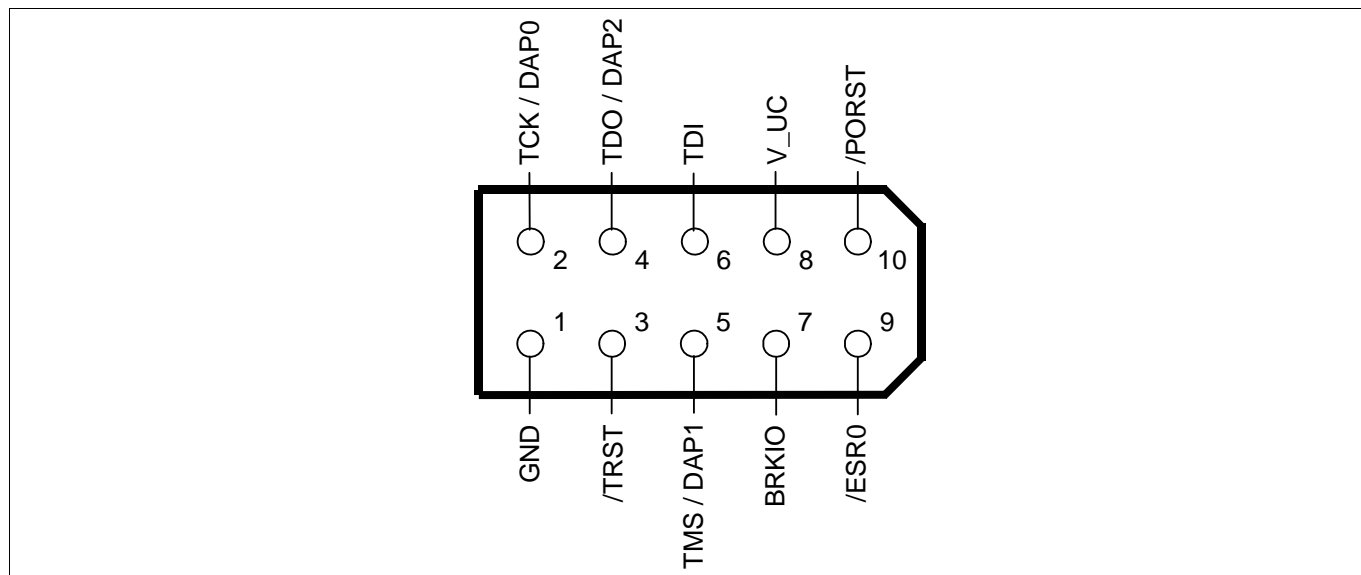 TCK / DAP0
TDO / DAP2
TDI
V_UC
/PORST
2
4
6
8
10
1
3
5
7
9
GND
/TRST
TMS / DAP1
BRKIO
/ESR0